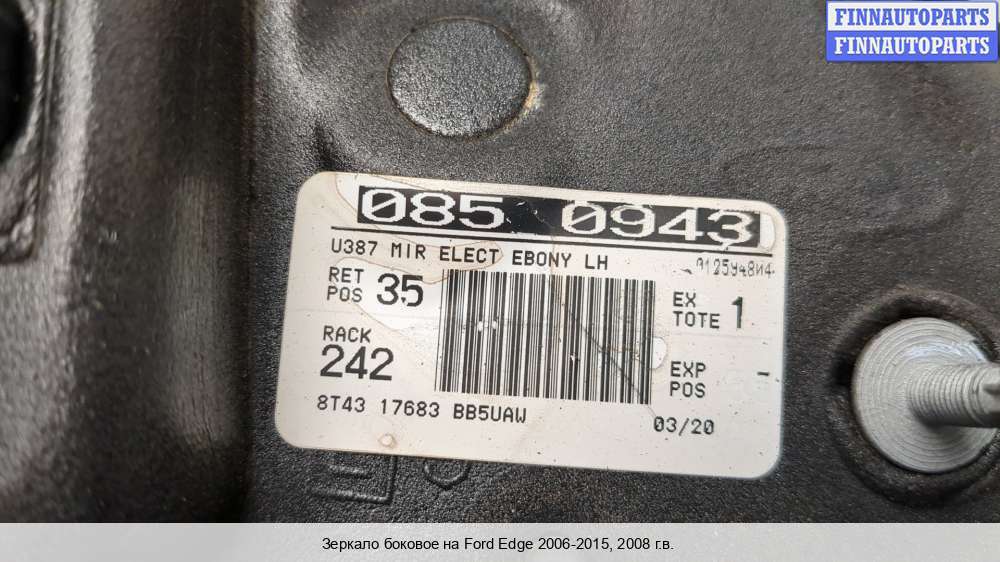 FINNAUTOPARTS
FINNAUTOPARTS
085 0943
U387 MIR ELECT EBONY LH
RET POS 35
EX TOTE 1
RACK 242
EXP POS -
8T43 17683 BB5UAW
03/20
Зеркало боковое на Ford Edge 2006-2015, 2008 г.в.